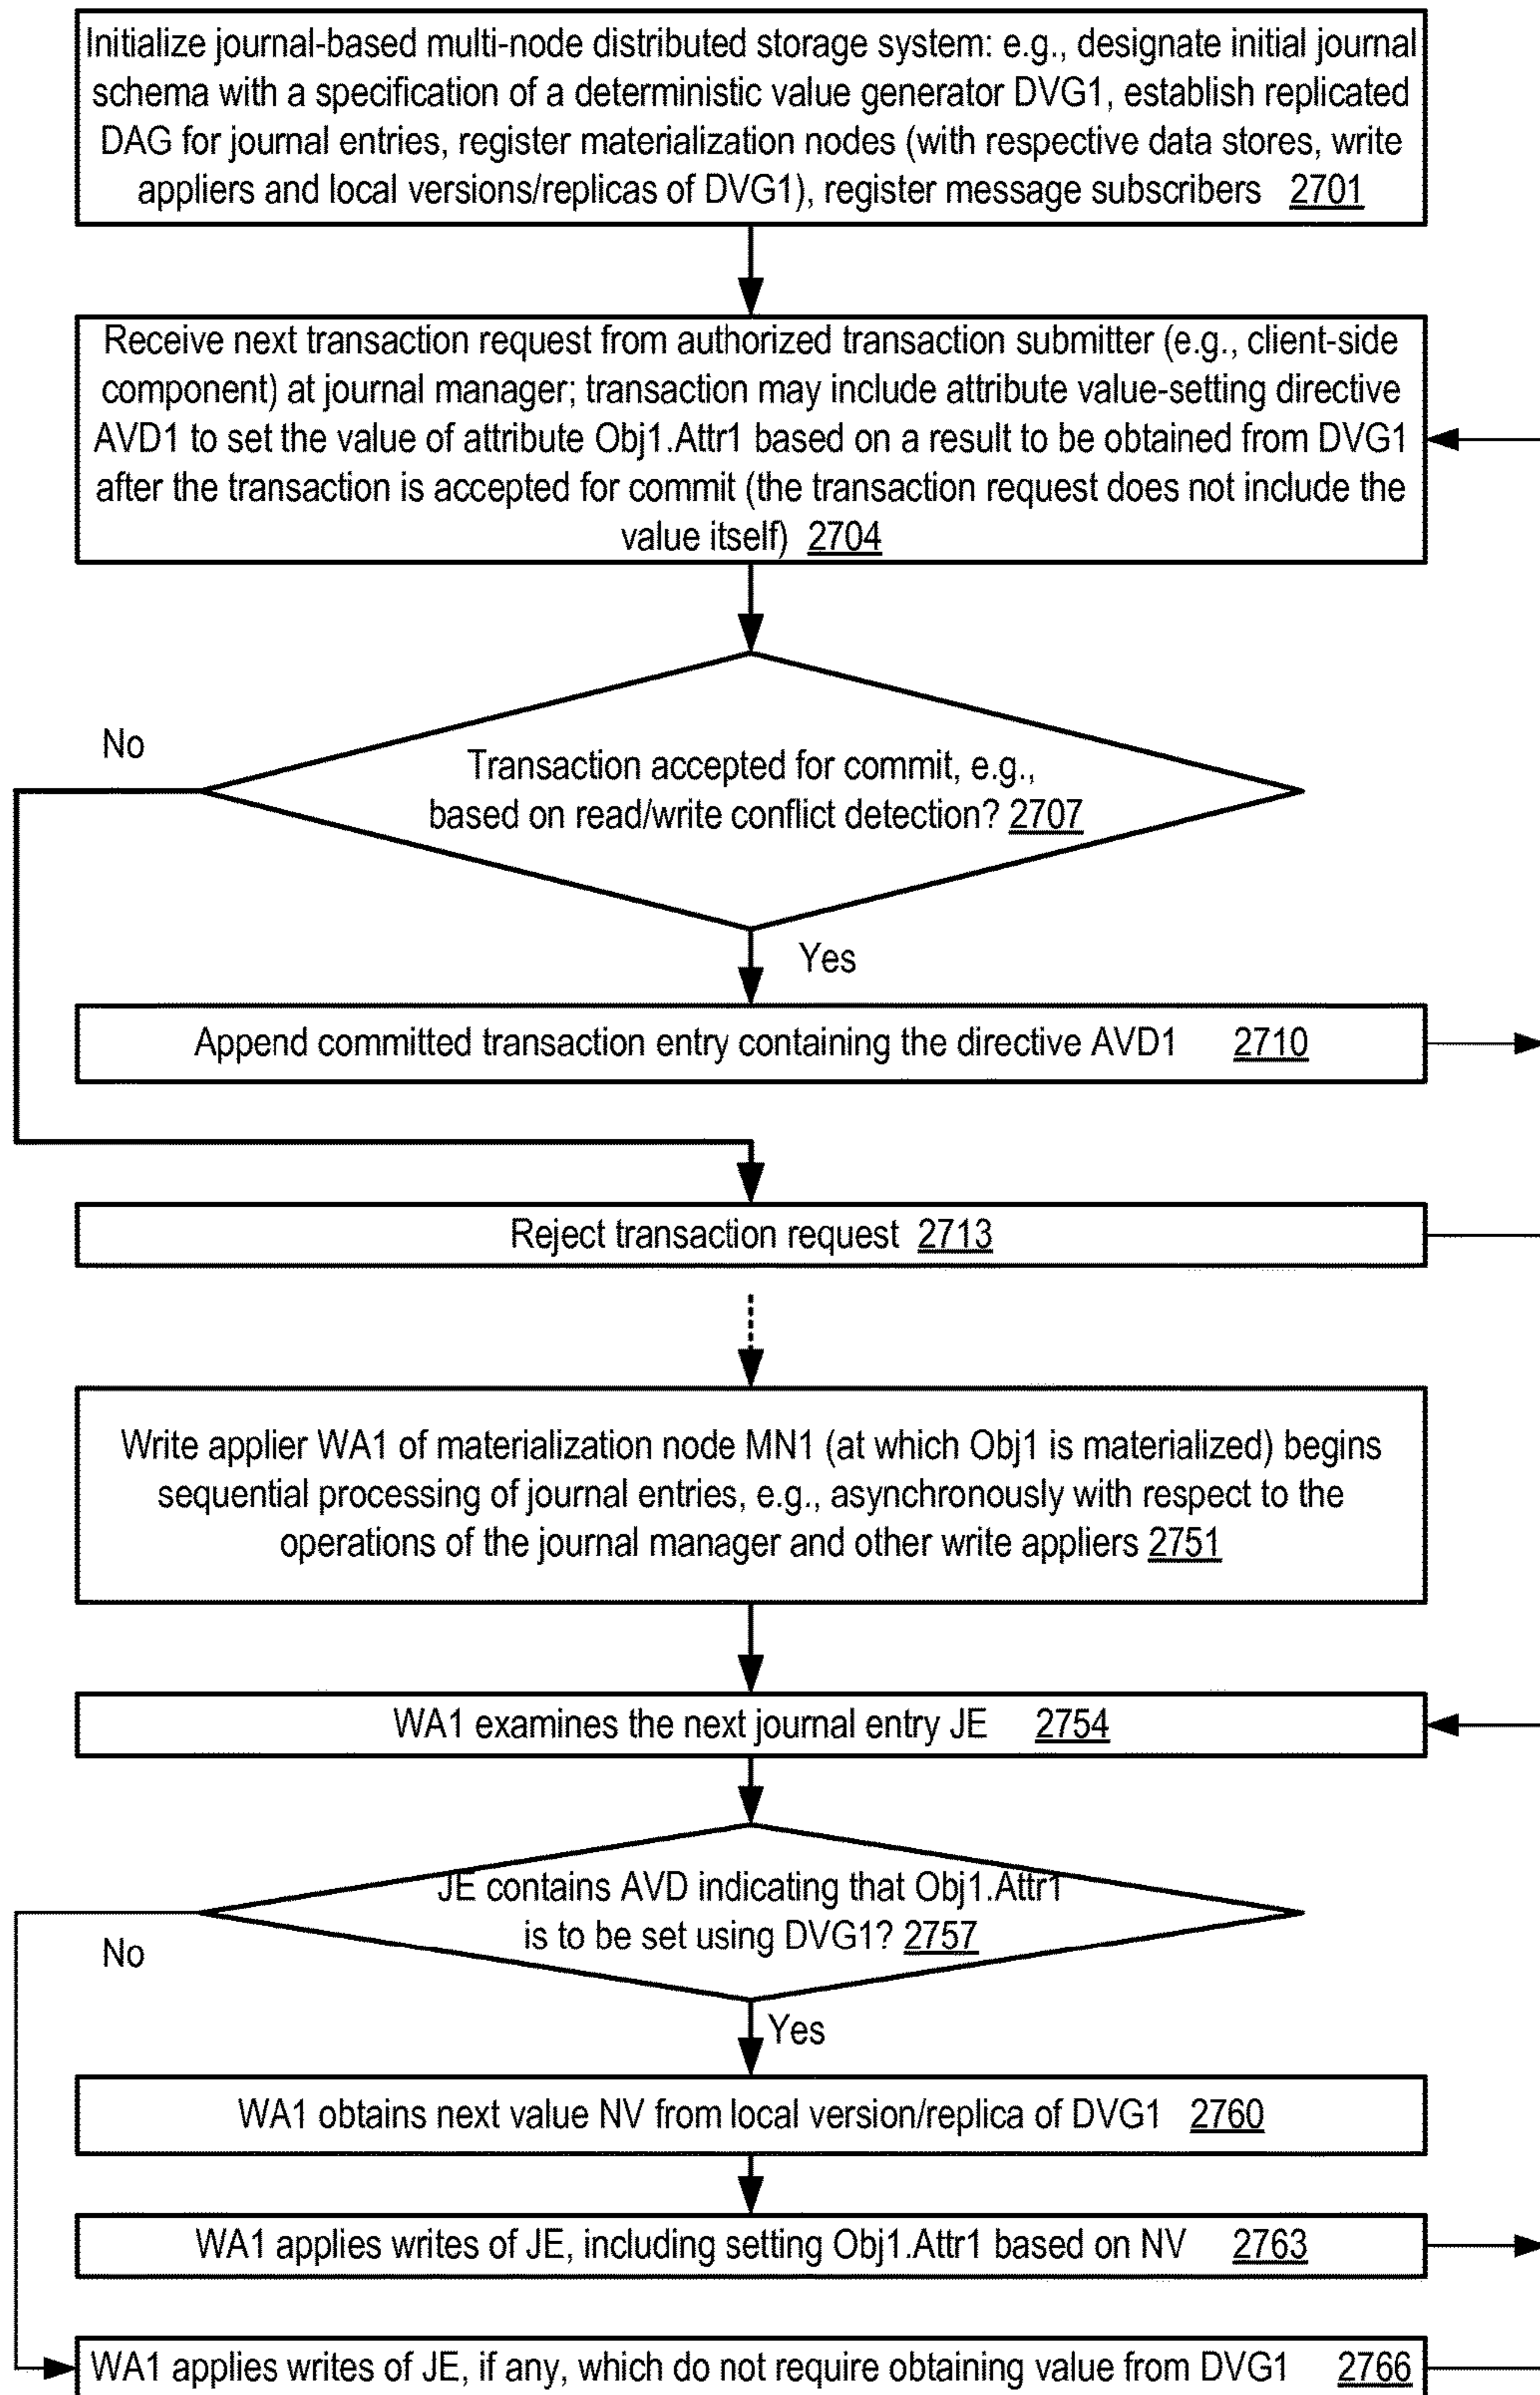 Initialize journal-based multi-node distributed storage system: e.g., designate initial journal
schema with a specification of a deterministic value generator DVG1, establish replicated
DAG for journal entries, register materialization nodes (with respective data stores, write
appliers and local versions/replicas of DVG1), register message subscribers 2701
Receive next transaction request from authorized transaction submitter (e.g., client-side
component) at journal manager; transaction may include attribute value-setting directive
AVD1 to set the value of attribute Obj1.Attr1 based on a result to be obtained from DVG1
after the transaction is accepted for commit (the transaction request does not include the
value itself) 2704
No
Transaction accepted for commit, e.g.,
based on read/write conflict detection? 2707
Yes
Append committed transaction entry containing the directive AVD1 2710
Reject transaction request 2713
Write applier WA1 of materialization node MN1 (at which Obj1 is materialized) begins
sequential processing of journal entries, e.g., asynchronously with respect to the
operations of the journal manager and other write appliers 2751
WA1 examines the next journal entry JE 2754
JE contains AVD indicating that Obj1.Attr1
is to be set using DVG1? 2757
No
Yes
WA1 obtains next value NV from local version/replica of DVG1 2760
WA1 applies writes of JE, including setting Obj1.Attr1 based on NV 2763
WA1 applies writes of JE, if any, which do not require obtaining value from DVG1 2766